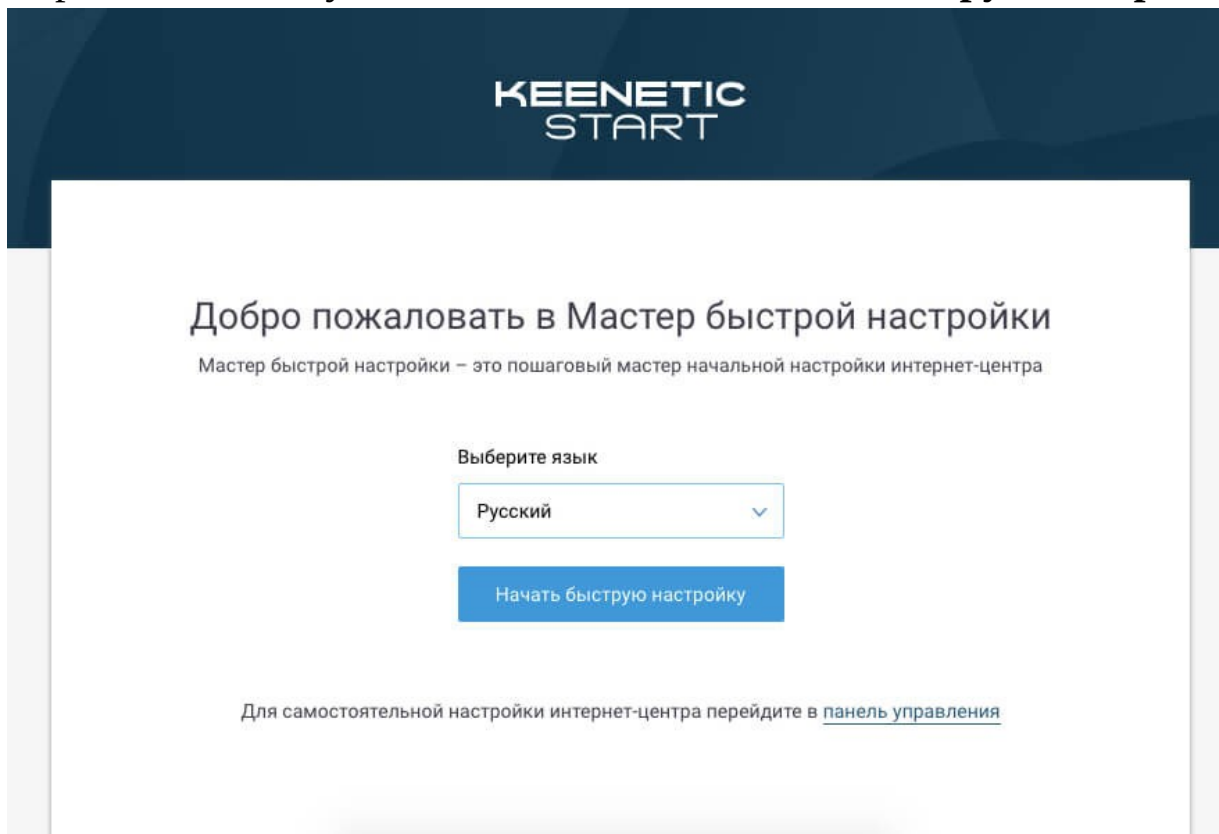 KEENETIC
START
Добро пожаловать в Мастер быстрой настройки
Мастер быстрой настройки – это пошаговый мастер начальной настройки интернет-центра
Выберите язык
Русский
Начать быструю настройку
Для самостоятельной настройки интернет-центра перейдите в панель управления